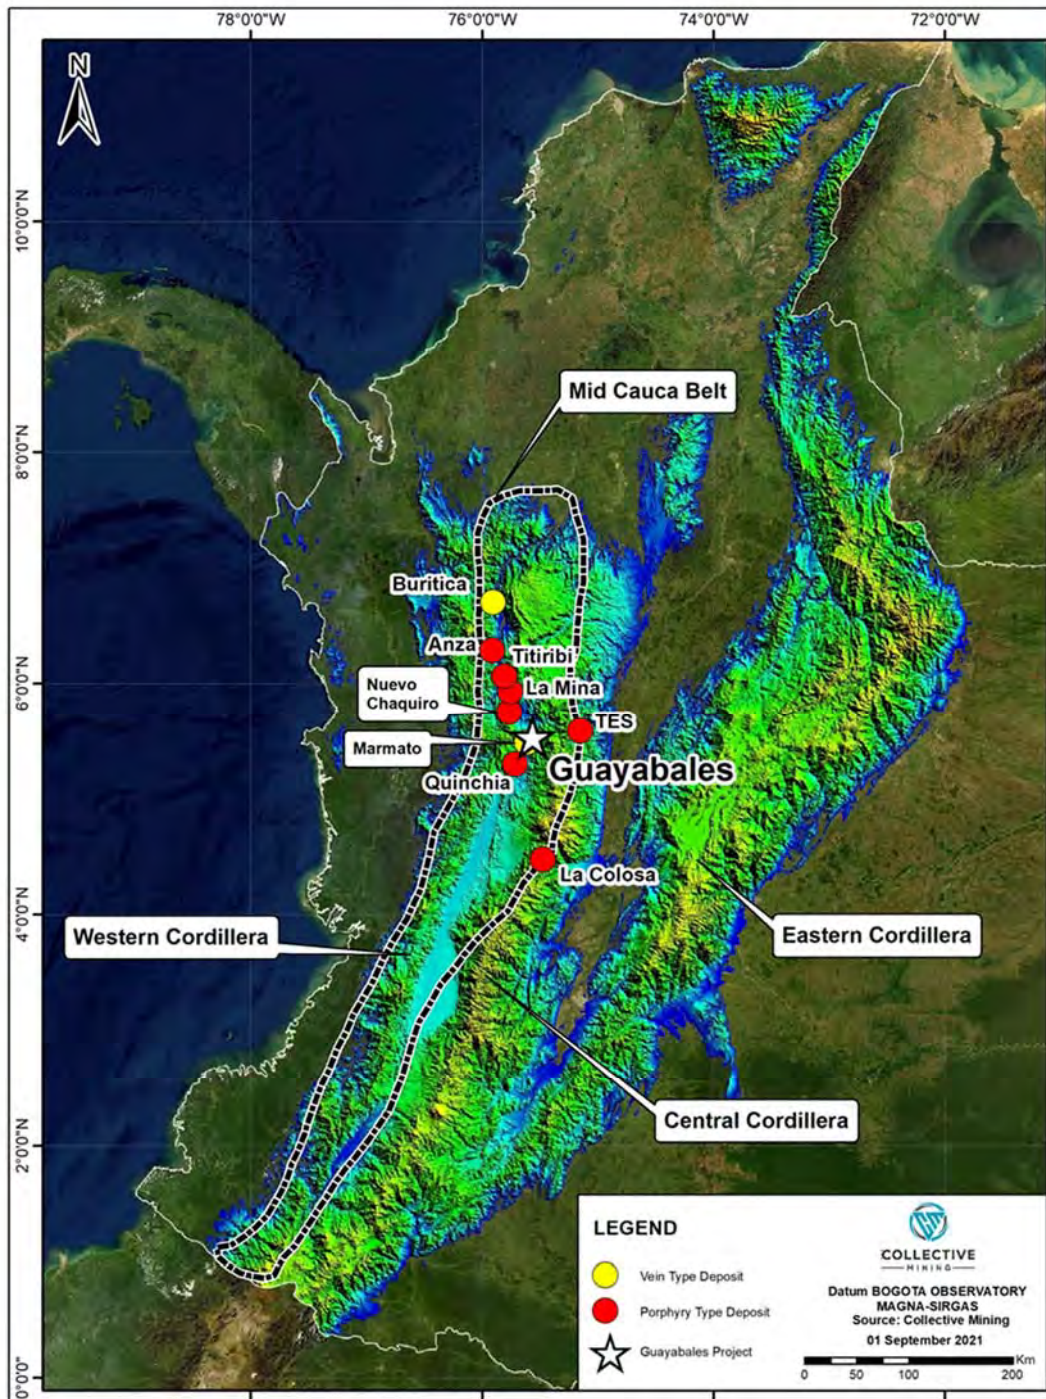 78°0'0"W
76°0'0"W
74°0'0"W
72°0'0"W
N
10°0'0"N
8°0'0"N
6°0'0"N
4°0'0"N
2°0'0"N
0°0'0"
Mid Cauca Belt
Buritica
Anza
Titiribi
Nuevo
Chaquiro
La Mina
TES
Marmato
Guayabales
Quinchia
La Colosa
Western Cordillera
Eastern Cordillera
Central Cordillera
LEGEND
Vein Type Deposit
Porphyry Type Deposit
Guayabales Project
COLLECTIVE
MINING
Datum BOGOTA OBSERVATORY
MAGNA-SIRGAS
Source: Collective Mining
01 September 2021
Km
0 50 100 200